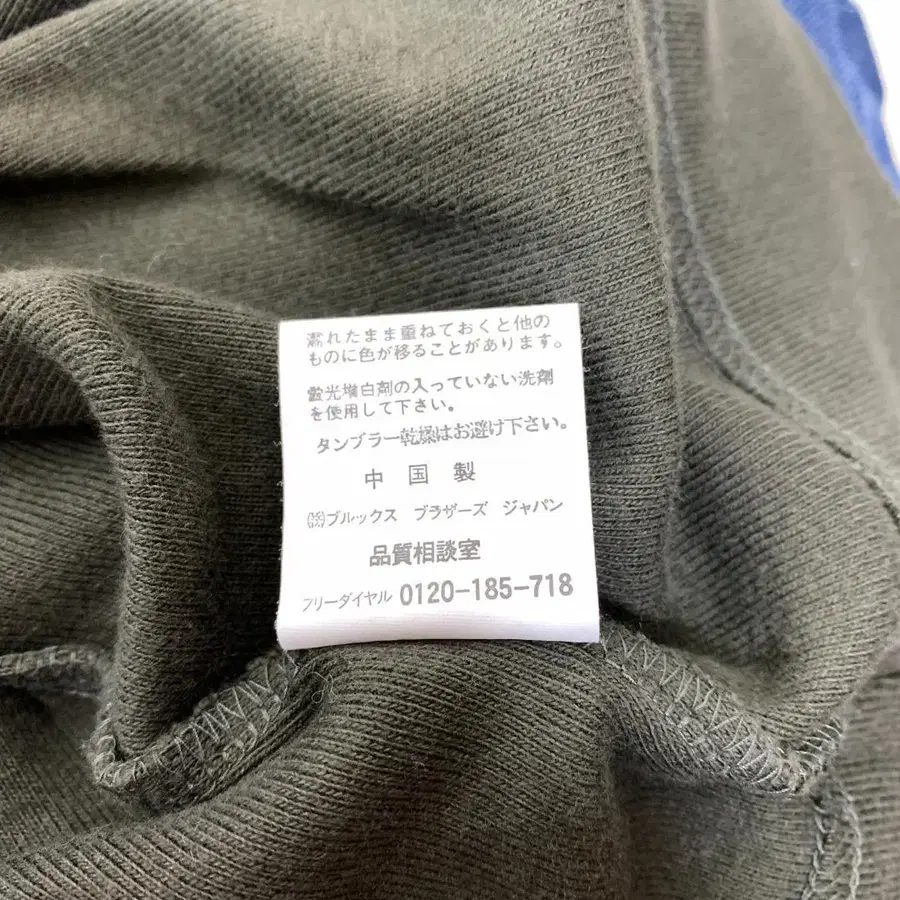 濡れたまま重ねておくと他の
ものに色が移ることがあります。
蛍光増白剤の入っていない洗剤
を使用して下さい。
タンブラー乾燥はお避け下さい。
中国製
㈱ブルックス ブラザーズ ジャパン
品質相談室
フリーダイヤル 0120-185-718